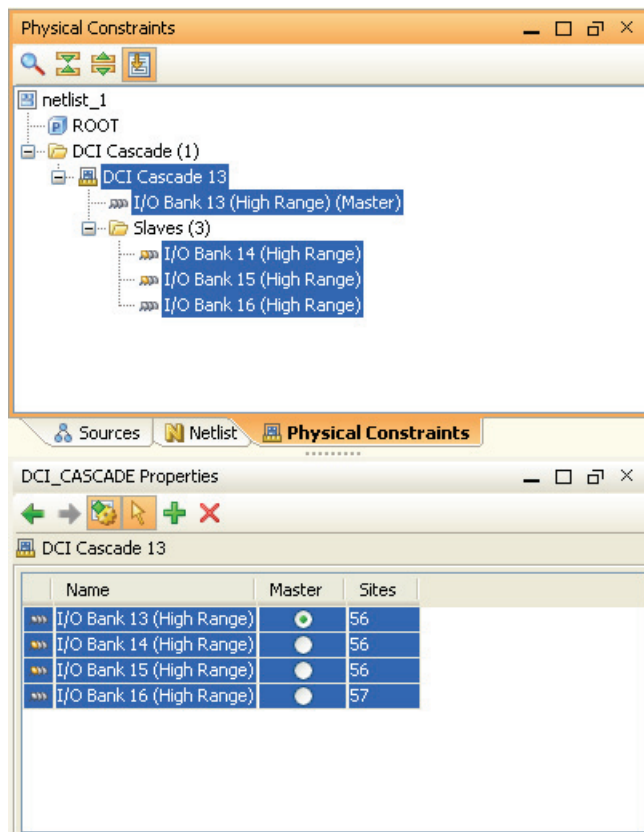 Physical Constraints
netlist_1
ROOT
DCI Cascade (1)
DCI Cascade 13
I/O Bank 13 (High Range) (Master)
Slaves (3)
I/O Bank 14 (High Range)
I/O Bank 15 (High Range)
I/O Bank 16 (High Range)
Sources Netlist Physical Constraints
DCI_CASCADE Properties
DCI Cascade 13
Name Master Sites
I/O Bank 13 (High Range) 56
I/O Bank 14 (High Range) 56
I/O Bank 15 (High Range) 56
I/O Bank 16 (High Range) 57